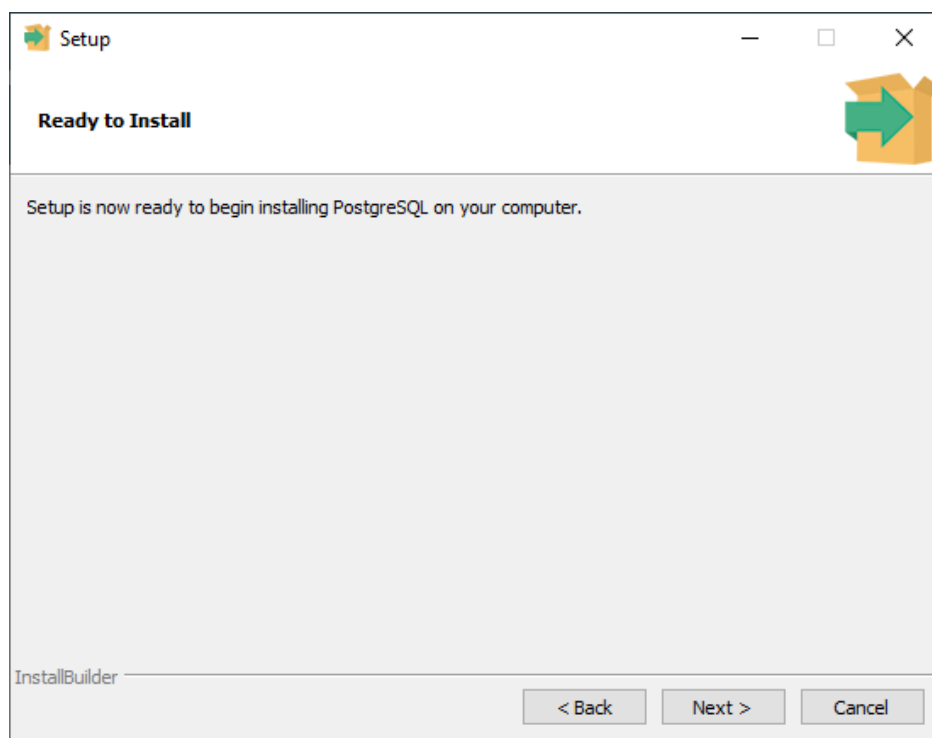 Setup
Ready to Install
Setup is now ready to begin installing PostgreSQL on your computer.
InstallBuilder
< Back
Next >
Cancel